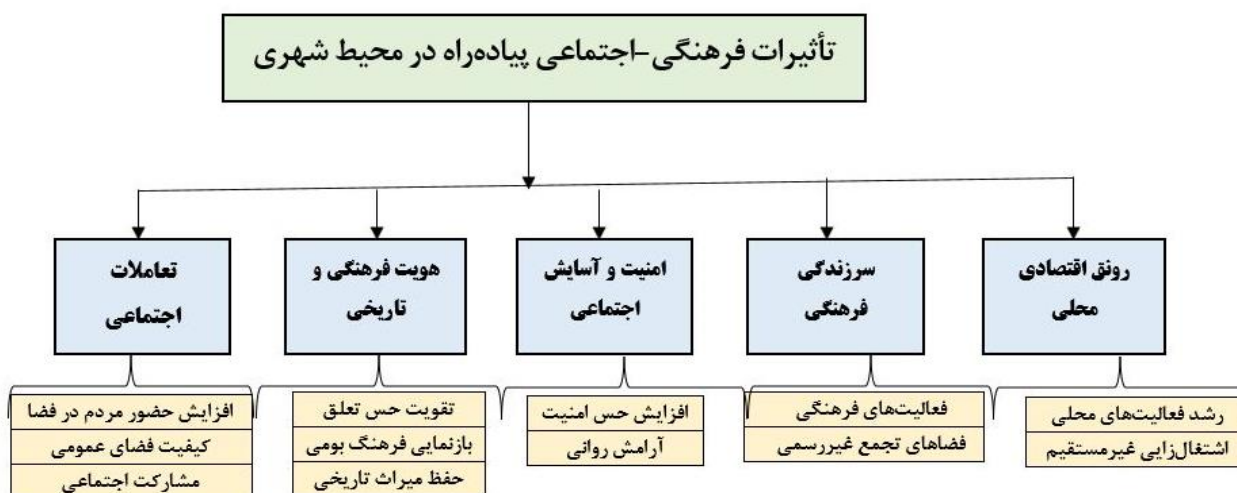 تأثیرات فرهنگی-اجتماعی پیاده‌راه در محیط شهری
رونق اقتصادی
محلی
سرزندگی
فرهنگی
امنیت و آسایش
اجتماعی
هویت فرهنگی و
تاریخی
تعاملات
اجتماعی
رشد فعالیت‌های محلی
اشتغال‌زایی غیرمستقیم
فعالیت‌های فرهنگی
فضاهای تجمع غیررسمی
افزایش حس امنیت
آرامش روانی
تقویت حس تعلق
بازنمایی فرهنگ بومی
حفظ میراث تاریخی
افزایش حضور مردم در فضا
کیفیت فضای عمومی
مشارکت اجتماعی